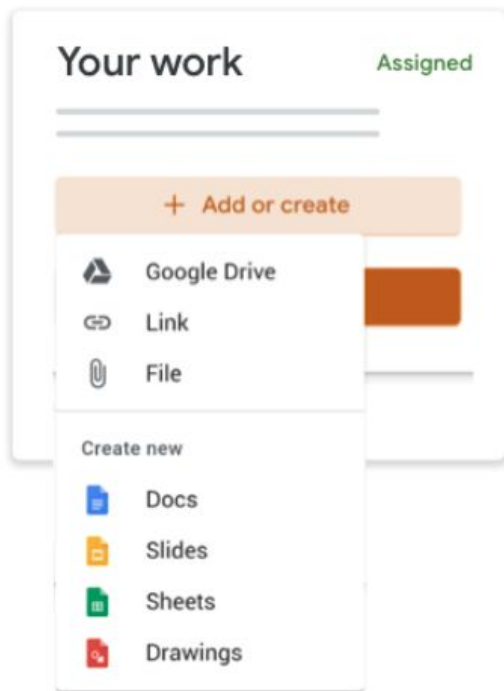 Your work
Assigned
+ Add or create
Google Drive
Link
File
Create new
Docs
Slides
Sheets
Drawings